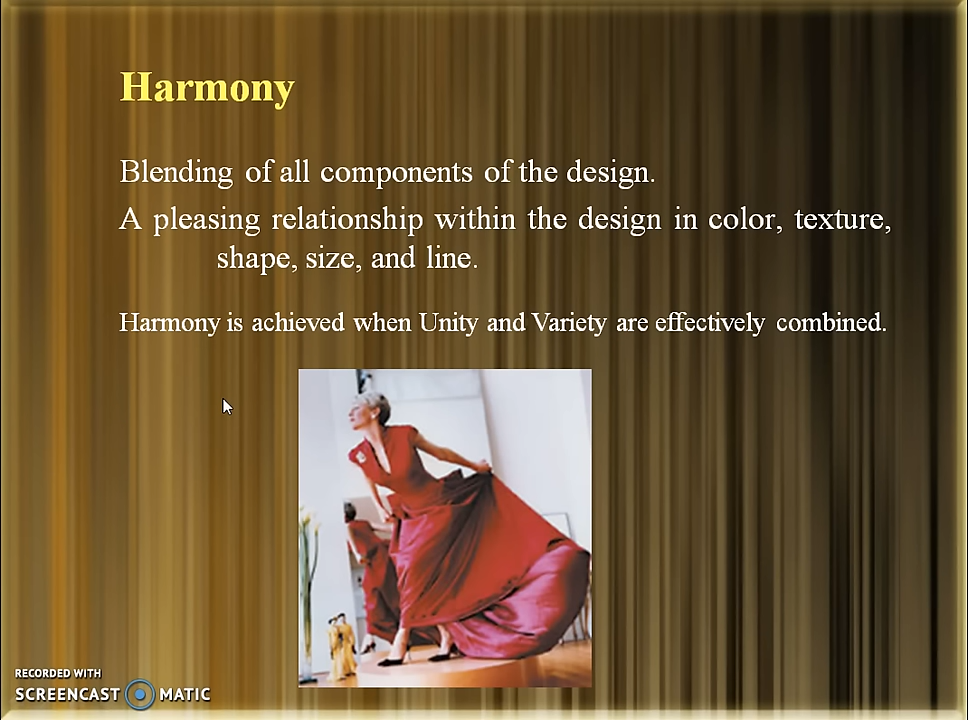 Harmony
Blending of all components of the design.
A pleasing relationship within the design in color, texture,
shape, size, and line.
Harmony is achieved when Unity and Variety are effectively combined.
RECORDED WITH
SCREENCAST MATIC